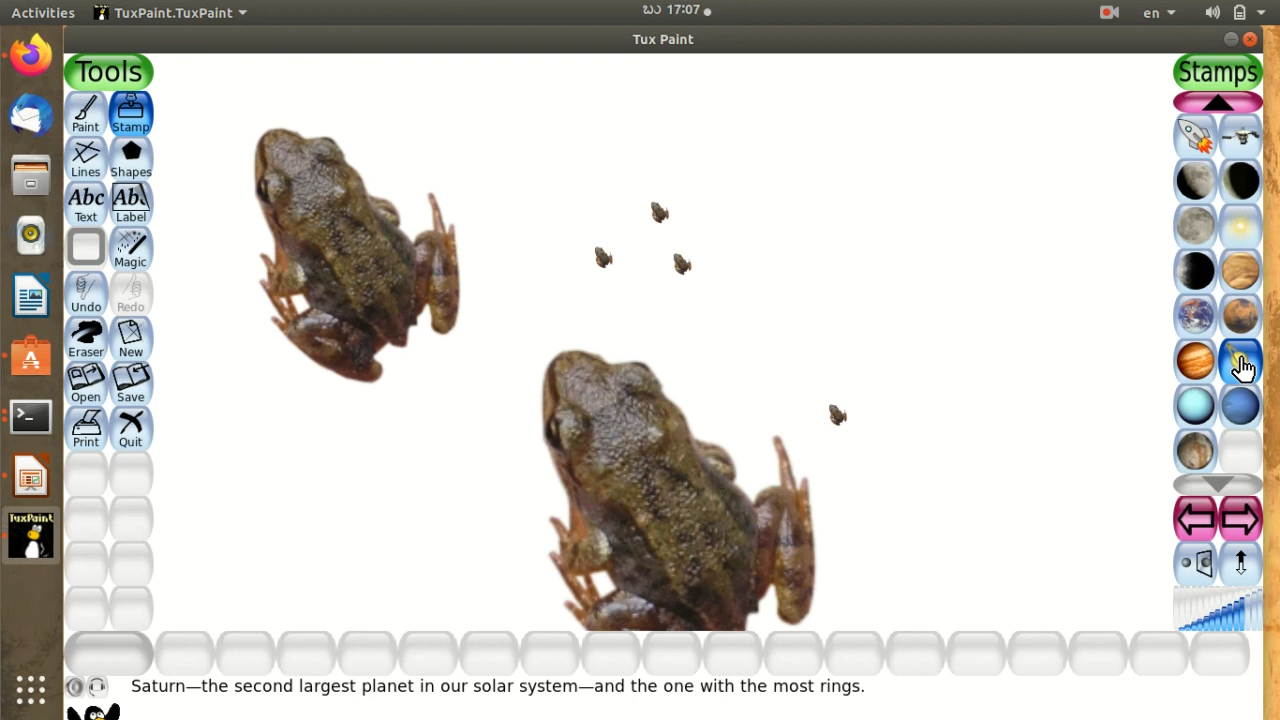 Activities TuxPaint.TuxPaint 17:07 en
Tux Paint
Tools Stamps
Paint Stamp
Lines Shapes
Abc Abc
Text Label
Magic
Undo Redo
Eraser New
Open Save
Print Quit
TuxPaint
Saturn—the second largest planet in our solar system—and the one with the most rings.